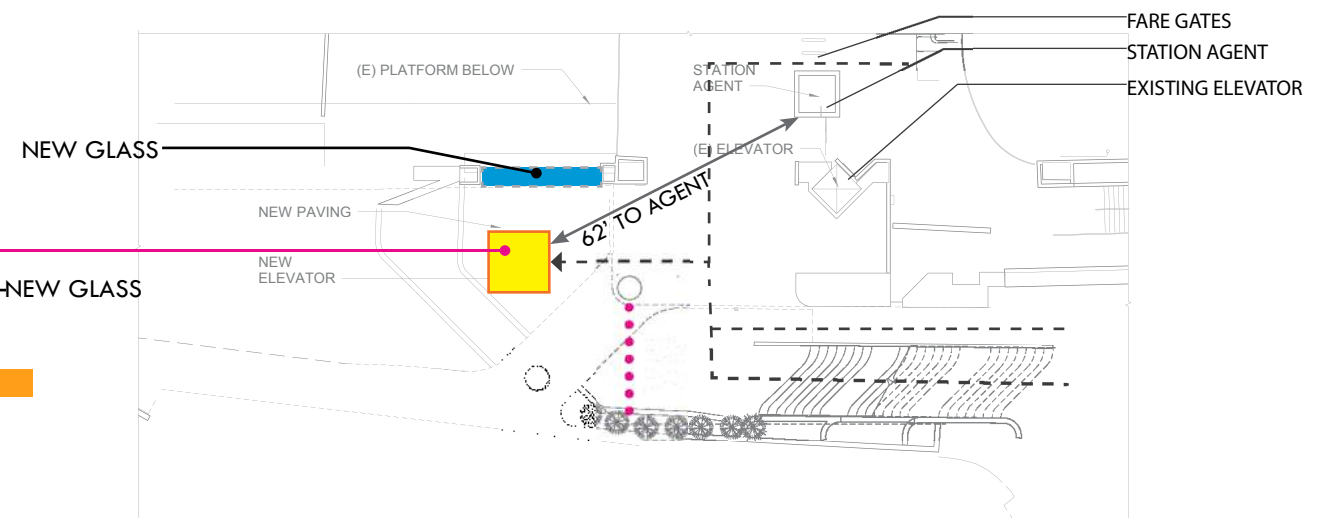 FARE GATES
STATION AGENT
EXISTING ELEVATOR
(E) PLATFORM BELOW
STATION
AGENT
NEW GLASS
(E) ELEVATOR
62' TO AGENT
NEW PAVING
NEW
ELEVATOR
NEW GLASS